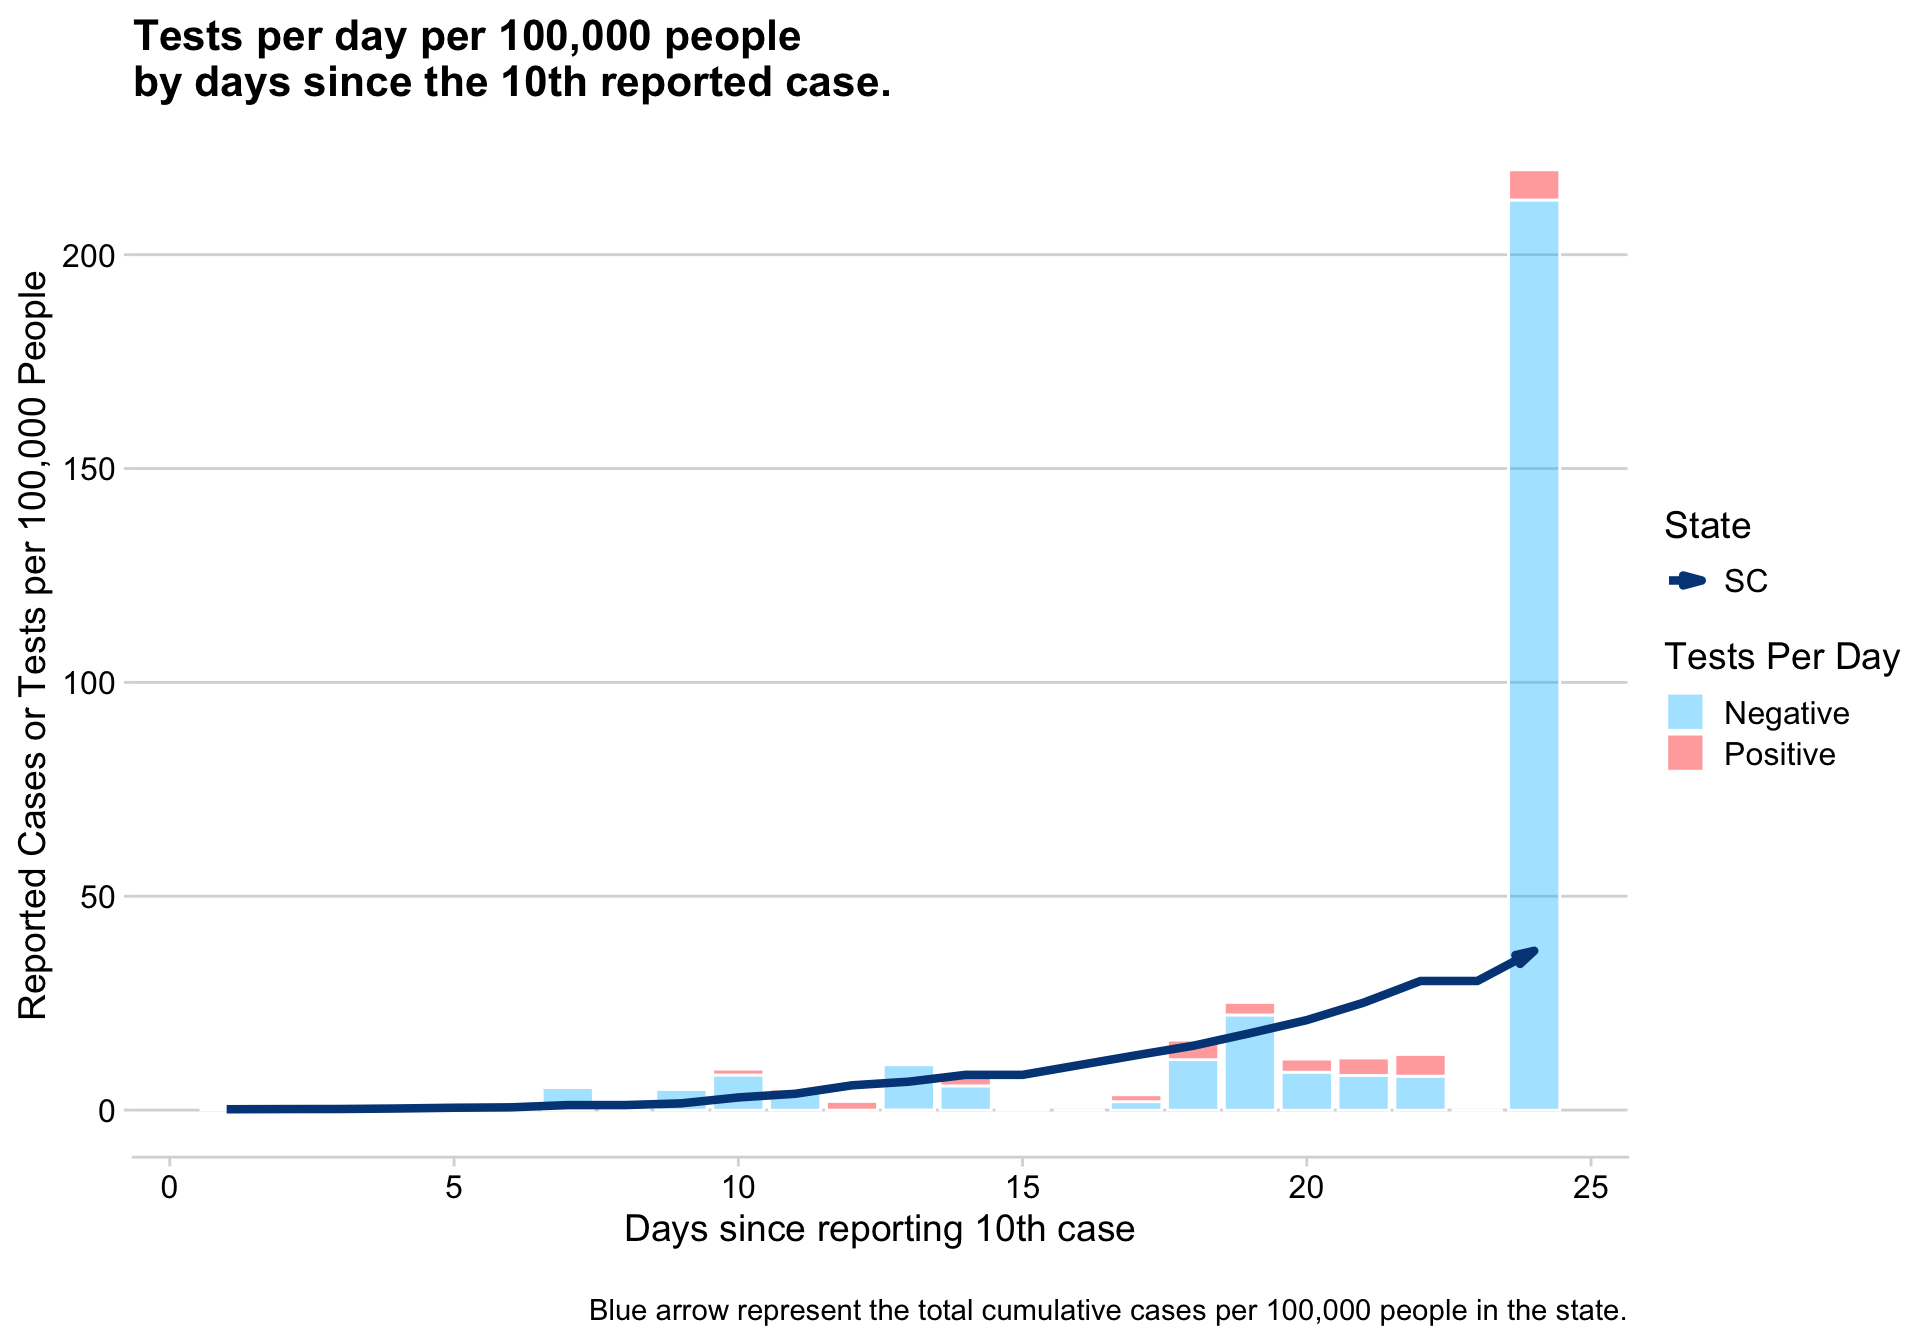 Tests per day per 100,000 people
by days since the 10th reported case.
Reported Cases or Tests per 100,000 People
200
150
100
50
0
0
5
10
15
20
25
Days since reporting 10th case
State
SC
Tests Per Day
Negative
Positive
Blue arrow represent the total cumulative cases per 100,000 people in the state.